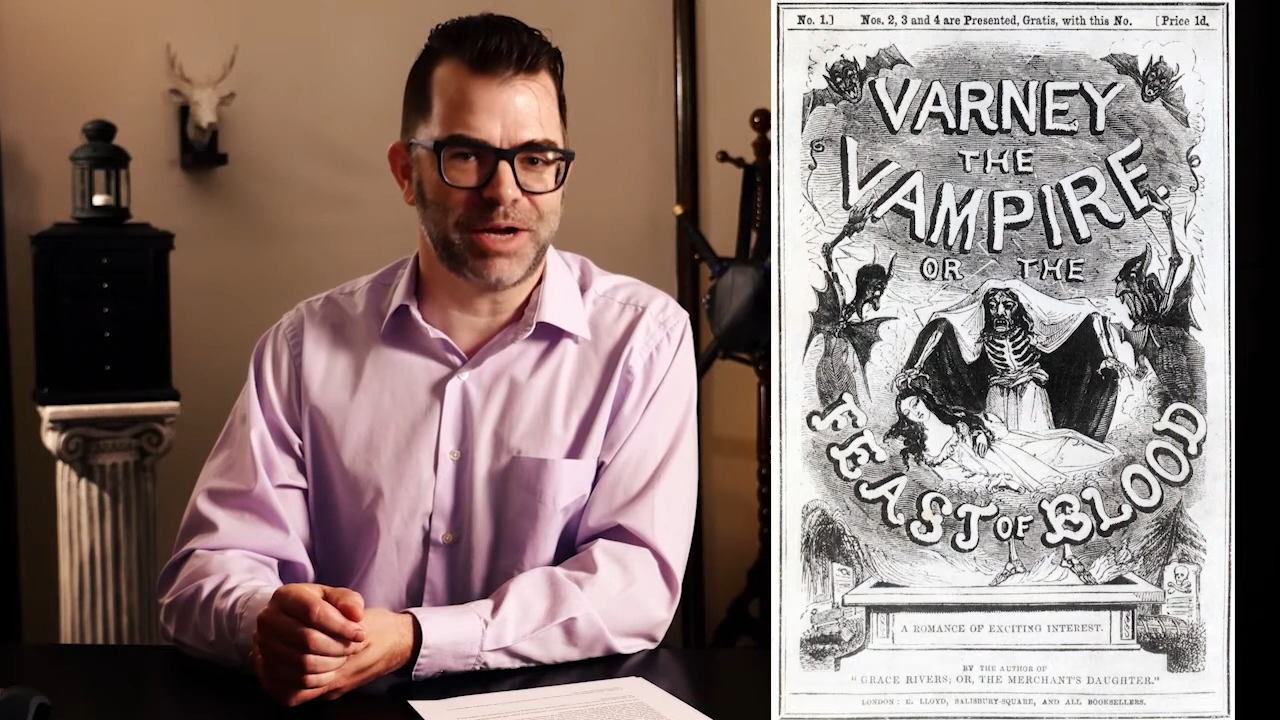 No. 1.] Nos. 2, 3 and 4 are Presented, Gratis, with this No. [Price 1d.
VARNEY
THE
VAMPIRE.
OR THE
FEAST OF BLOOD
A ROMANCE OF EXCITING INTEREST.
BY THE AUTHOR OF
"GRACE RIVERS; OR, THE MERCHANT'S DAUGHTER."
LONDON: E. LLOYD, SALISBURY-SQUARE, AND ALL BOOKSELLERS.